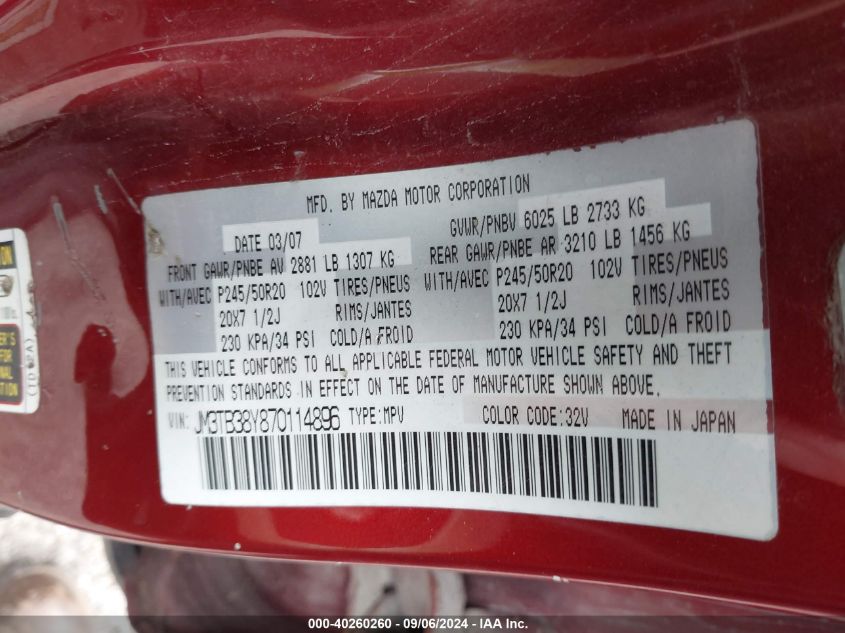 MFD. BY MAZDA MOTOR CORPORATION
DATE 03/07
GVWR/PNBV 6025 LB 2733 KG
FRONT GAWR/PNBE AV 2881 LB 1307 KG
REAR GAWR/PNBE AR 3210 LB 1456 KG
WITH/AVEC P245/50R20 102V TIRES/PNEUS
20X7 1/2J RIMS/JANTES
230 KPA/34 PSI COLD/A FROID
WITH/AVEC P245/50R20 102V TIRES/PNEUS
20X7 1/2J RIMS/JANTES
230 KPA/34 PSI COLD/A FROID
THIS VEHICLE CONFORMS TO ALL APPLICABLE FEDERAL MOTOR VEHICLE SAFETY AND THEFT
PREVENTION STANDARDS IN EFFECT ON THE DATE OF MANUFACTURE SHOWN ABOVE.
VIN: JM3TB38Y870114896 TYPE:MPV COLOR CODE:32V MADE IN JAPAN
000-40260260 - 09/06/2024 - IAA Inc.